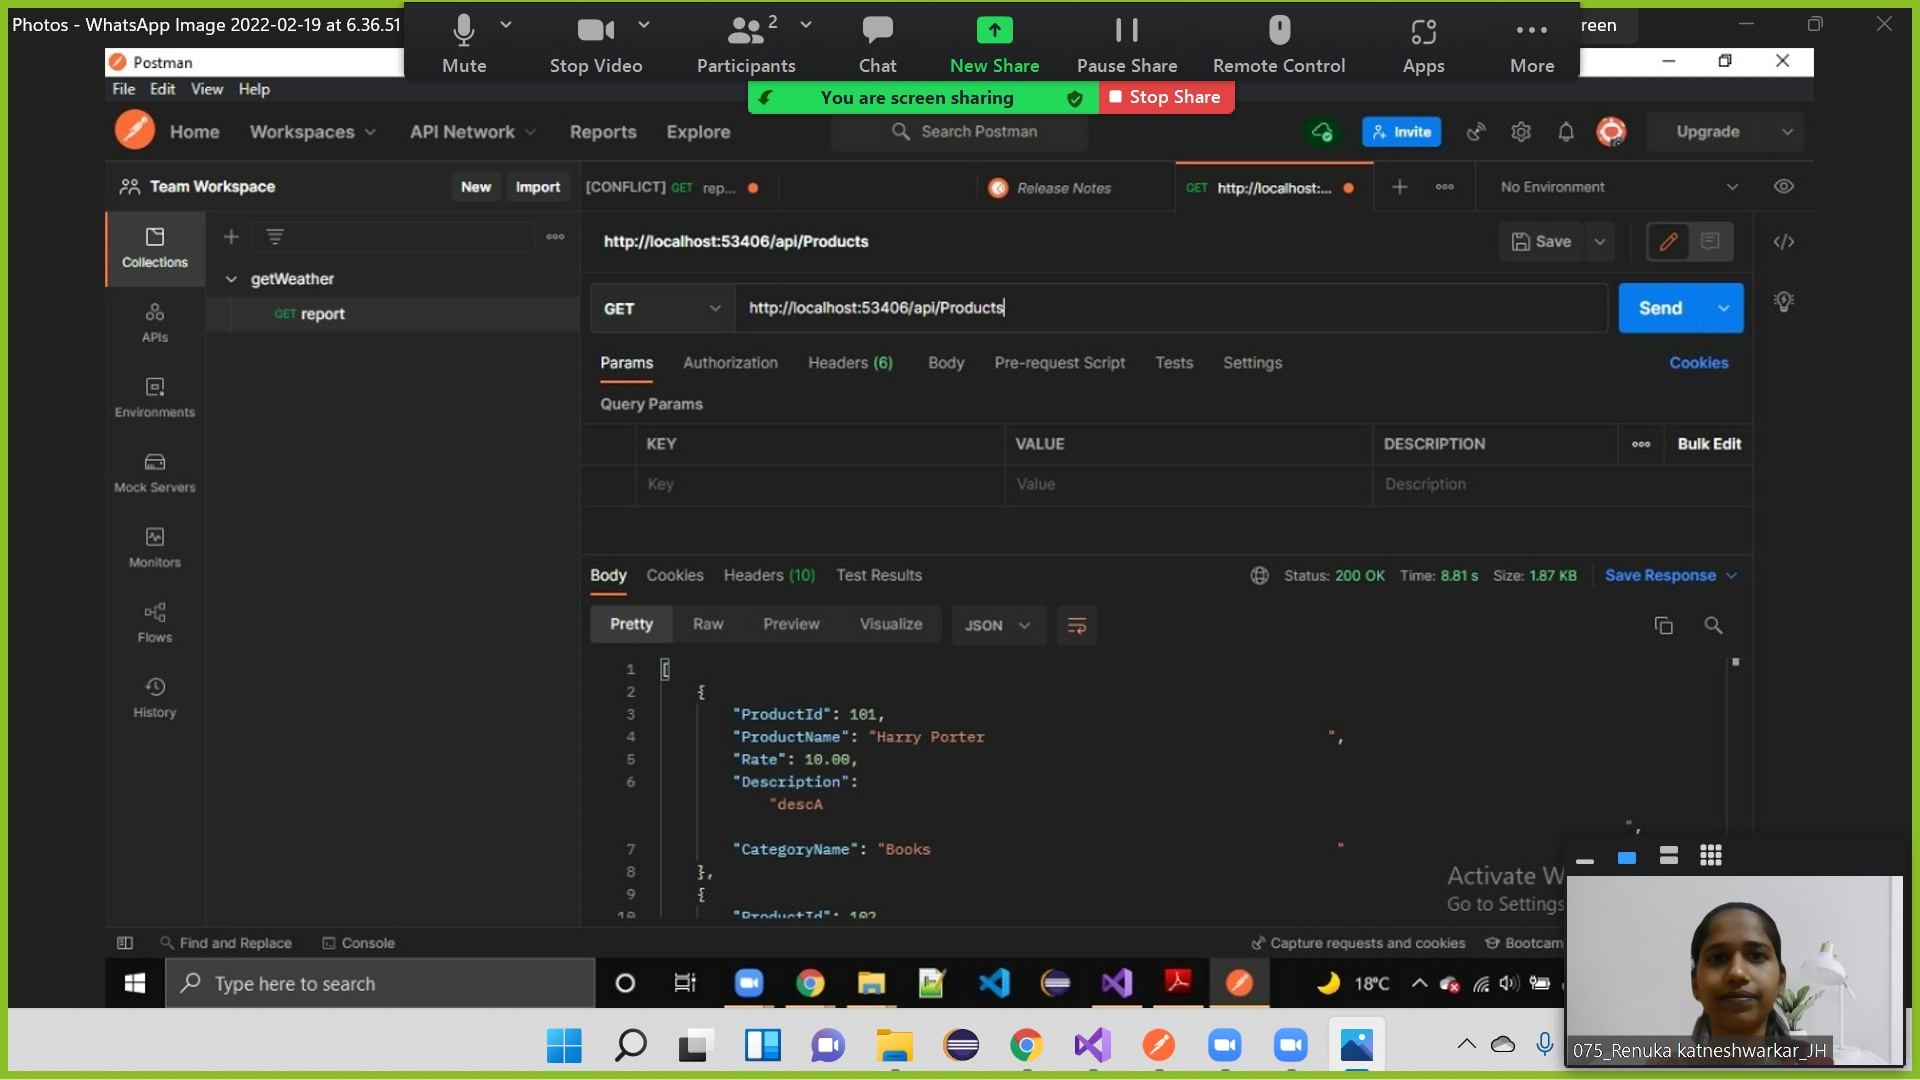 Photos - WhatsApp Image 2022-02-19 at 6.36.51
Mute
Stop Video
2
Participants
Chat
New Share
Pause Share
Remote Control
Apps
More
reen
You are screen sharing
Stop Share
Postman
File Edit View Help
Home Workspaces API Network Reports Explore
Search Postman
Invite
Upgrade
Team Workspace
New Import
[CONFLICT] GET rep...
Release Notes
GET http://localhost:...
No Environment
Collections
APIs
Environments
Mock Servers
Monitors
Flows
History
getWeather
GET report
http://localhost:53406/api/Products
Save
GET
http://localhost:53406/api/Products
Send
Params Authorization Headers (6) Body Pre-request Script Tests Settings
Cookies
Query Params
KEY VALUE DESCRIPTION Bulk Edit
Key Value Description
Body Cookies Headers (10) Test Results
Status: 200 OK Time: 8.81 s Size: 1.87 KB Save Response
Pretty Raw Preview Visualize JSON
1 [
2 {
3 "ProductId": 101,
4 "ProductName": "Harry Porter ",
5 "Rate": 10.00,
6 "Description":
"descA
",
7 "CategoryName": "Books "
8 },
9 {
10 "ProductId": 102
Activate W
Go to Settings
Find and Replace Console
Capture requests and cookies Bootcam
Type here to search
18°C
075_Renuka katneshwarkar_JH